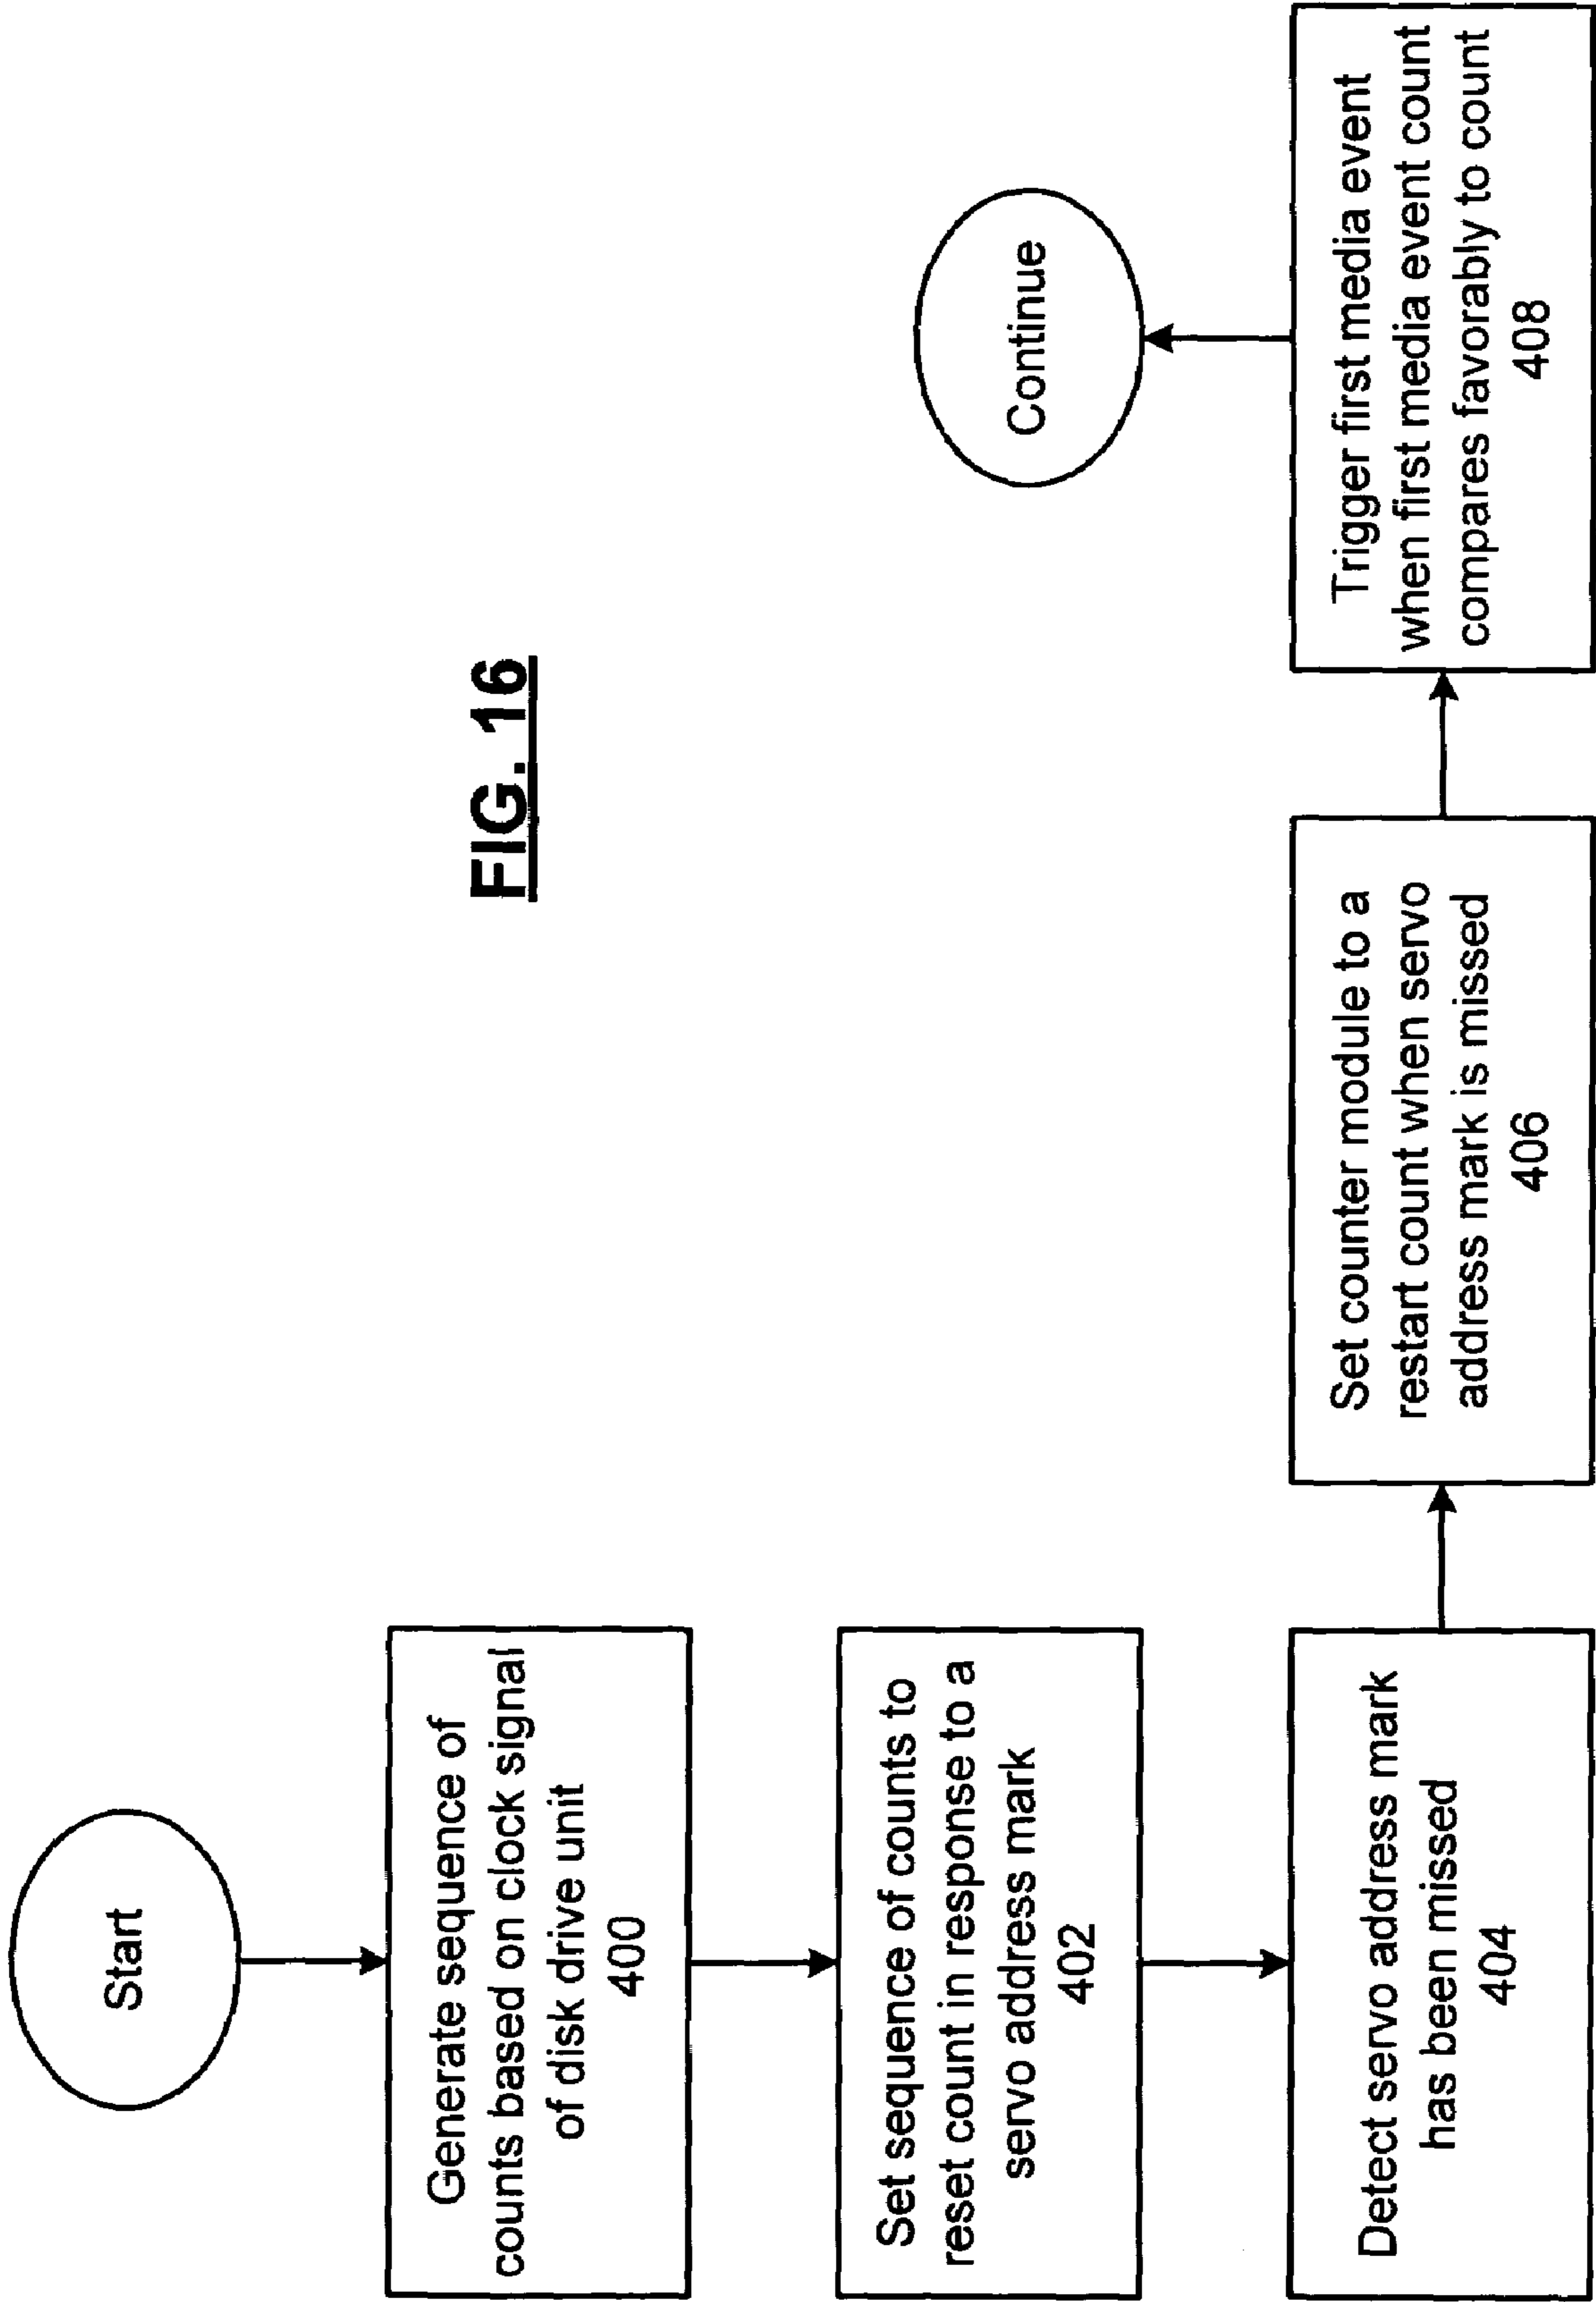 Start
Generate sequence of
counts based on clock signal
of disk drive unit
400
Set sequence of counts to
reset count in response to a
servo address mark
402
Detect servo address mark
has been missed
404
Set counter module to a
restart count when servo
address mark is missed
406
Trigger first media event
when first media event count
compares favorably to count
408
Continue
FIG. 16